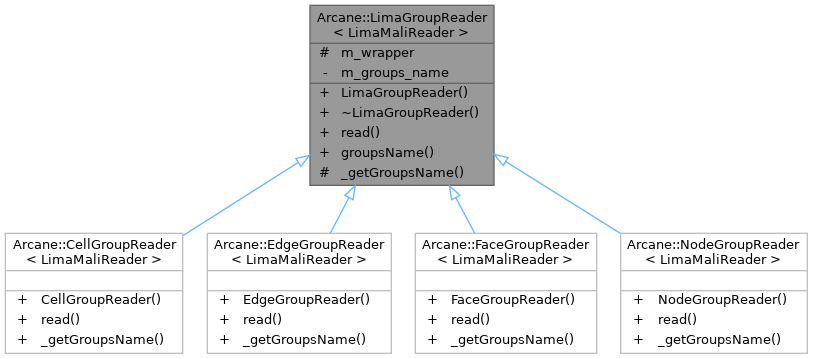 Arcane::LimaGroupReader
< LimaMaliReader >
# m_wrapper
- m_groups_name
+ LimaGroupReader()
+ ~LimaGroupReader()
+ read()
+ groupsName()
# _getGroupsName()
Arcane::CellGroupReader
< LimaMaliReader >
+ CellGroupReader()
+ read()
+ _getGroupsName()
Arcane::EdgeGroupReader
< LimaMaliReader >
+ EdgeGroupReader()
+ read()
+ _getGroupsName()
Arcane::FaceGroupReader
< LimaMaliReader >
+ FaceGroupReader()
+ read()
+ _getGroupsName()
Arcane::NodeGroupReader
< LimaMaliReader >
+ NodeGroupReader()
+ read()
+ _getGroupsName()